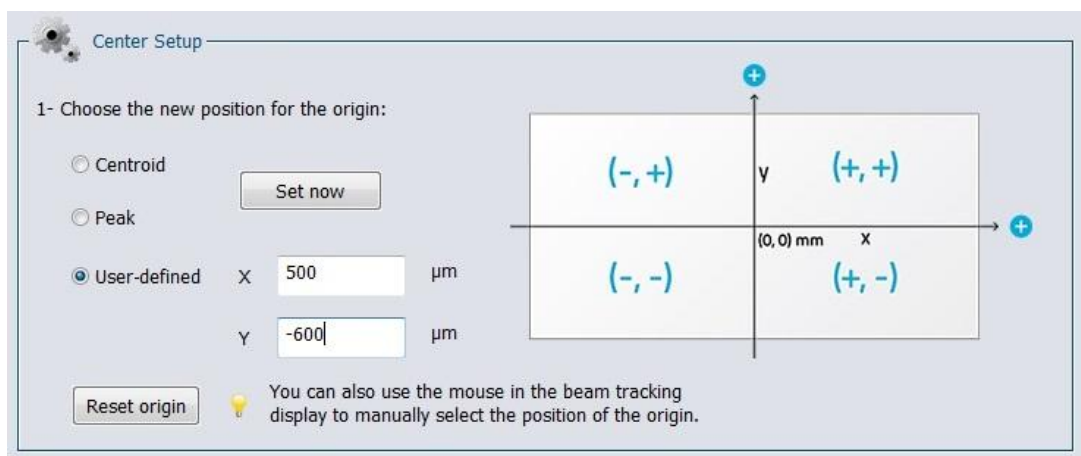 Center Setup
1- Choose the new position for the origin:
Centroid
Set now
Peak
User-defined X 500 µm
Y -600 µm
Reset origin
You can also use the mouse in the beam tracking
display to manually select the position of the origin.
+
(-, +) y (+, +)
+
(0, 0) mm x
(-, -) (+, -)